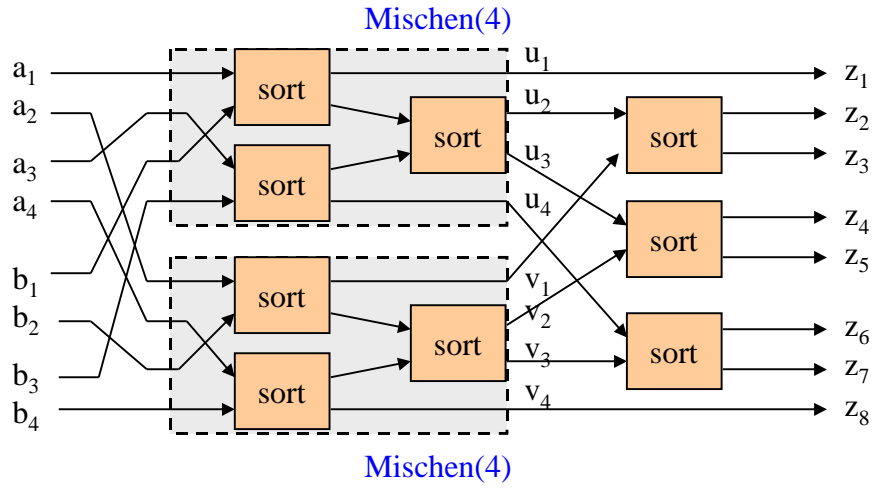 Mischen(4)
a1
a2
a3
a4
b1
b2
b3
b4
sort
sort
sort
sort
sort
sort
u1
u2
u3
u4
v1
v2
v3
v4
sort
sort
sort
z1
z2
z3
z4
z5
z6
z7
z8
Mischen(4)